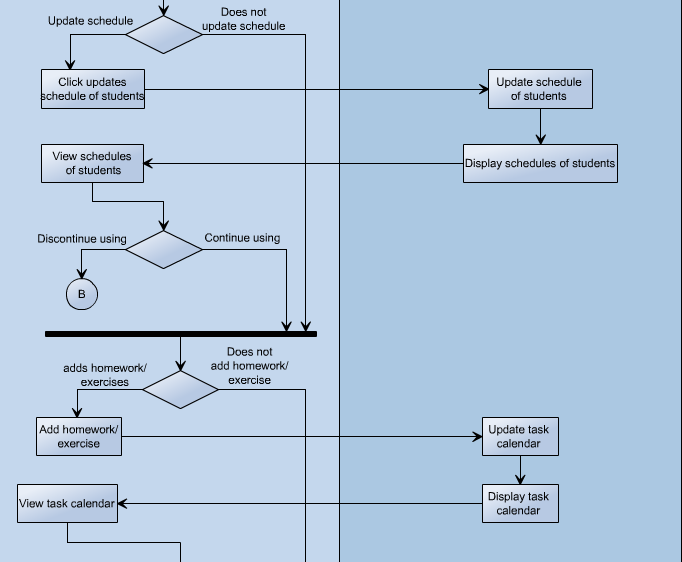 Update schedule
Does not
update schedule
Click updates
schedule of students
Update schedule
of students
View schedules
of students
Display schedules of students
Discontinue using
Continue using
B
adds homework/
exercises
Does not
add homework/
exercise
Add homework/
exercise
Update task
calendar
View task calendar
Display task
calendar